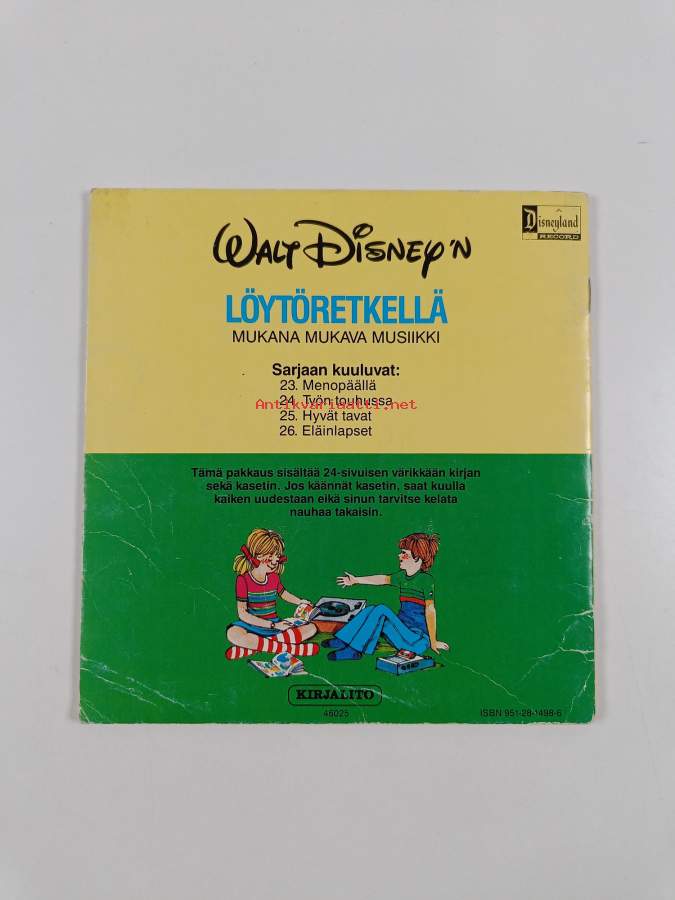 Disneyland
RECORD
WALT DISNEY'N
LÖYTÖRETKELLÄ
MUKANA MUKAVA MUSIIKKI
Sarjaan kuuluvat:
23. Menopäällä
24. Työn touhussa
Antikvariaatti.net
25. Hyvät tavat
26. Eläinlapset
Tämä pakkaus sisältää 24-sivuisen värikkään kirjan
sekä kasetin. Jos käännät kasetin, saat kuulla
kaiken uudestaan eikä sinun tarvitse kelata
nauhaa takaisin.
KIRJALITO
46025
ISBN 951-28-1498-6